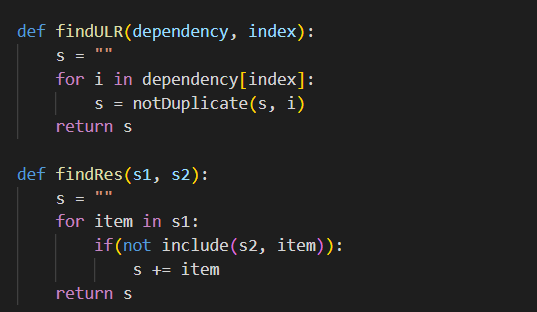 def findULR(dependency, index):
    s = ""
    for i in dependency[index]:
        s = notDuplicate(s, i)
    return s

def findRes(s1, s2):
    s = ""
    for item in s1:
        if(not include(s2, item)):
            s += item
    return s